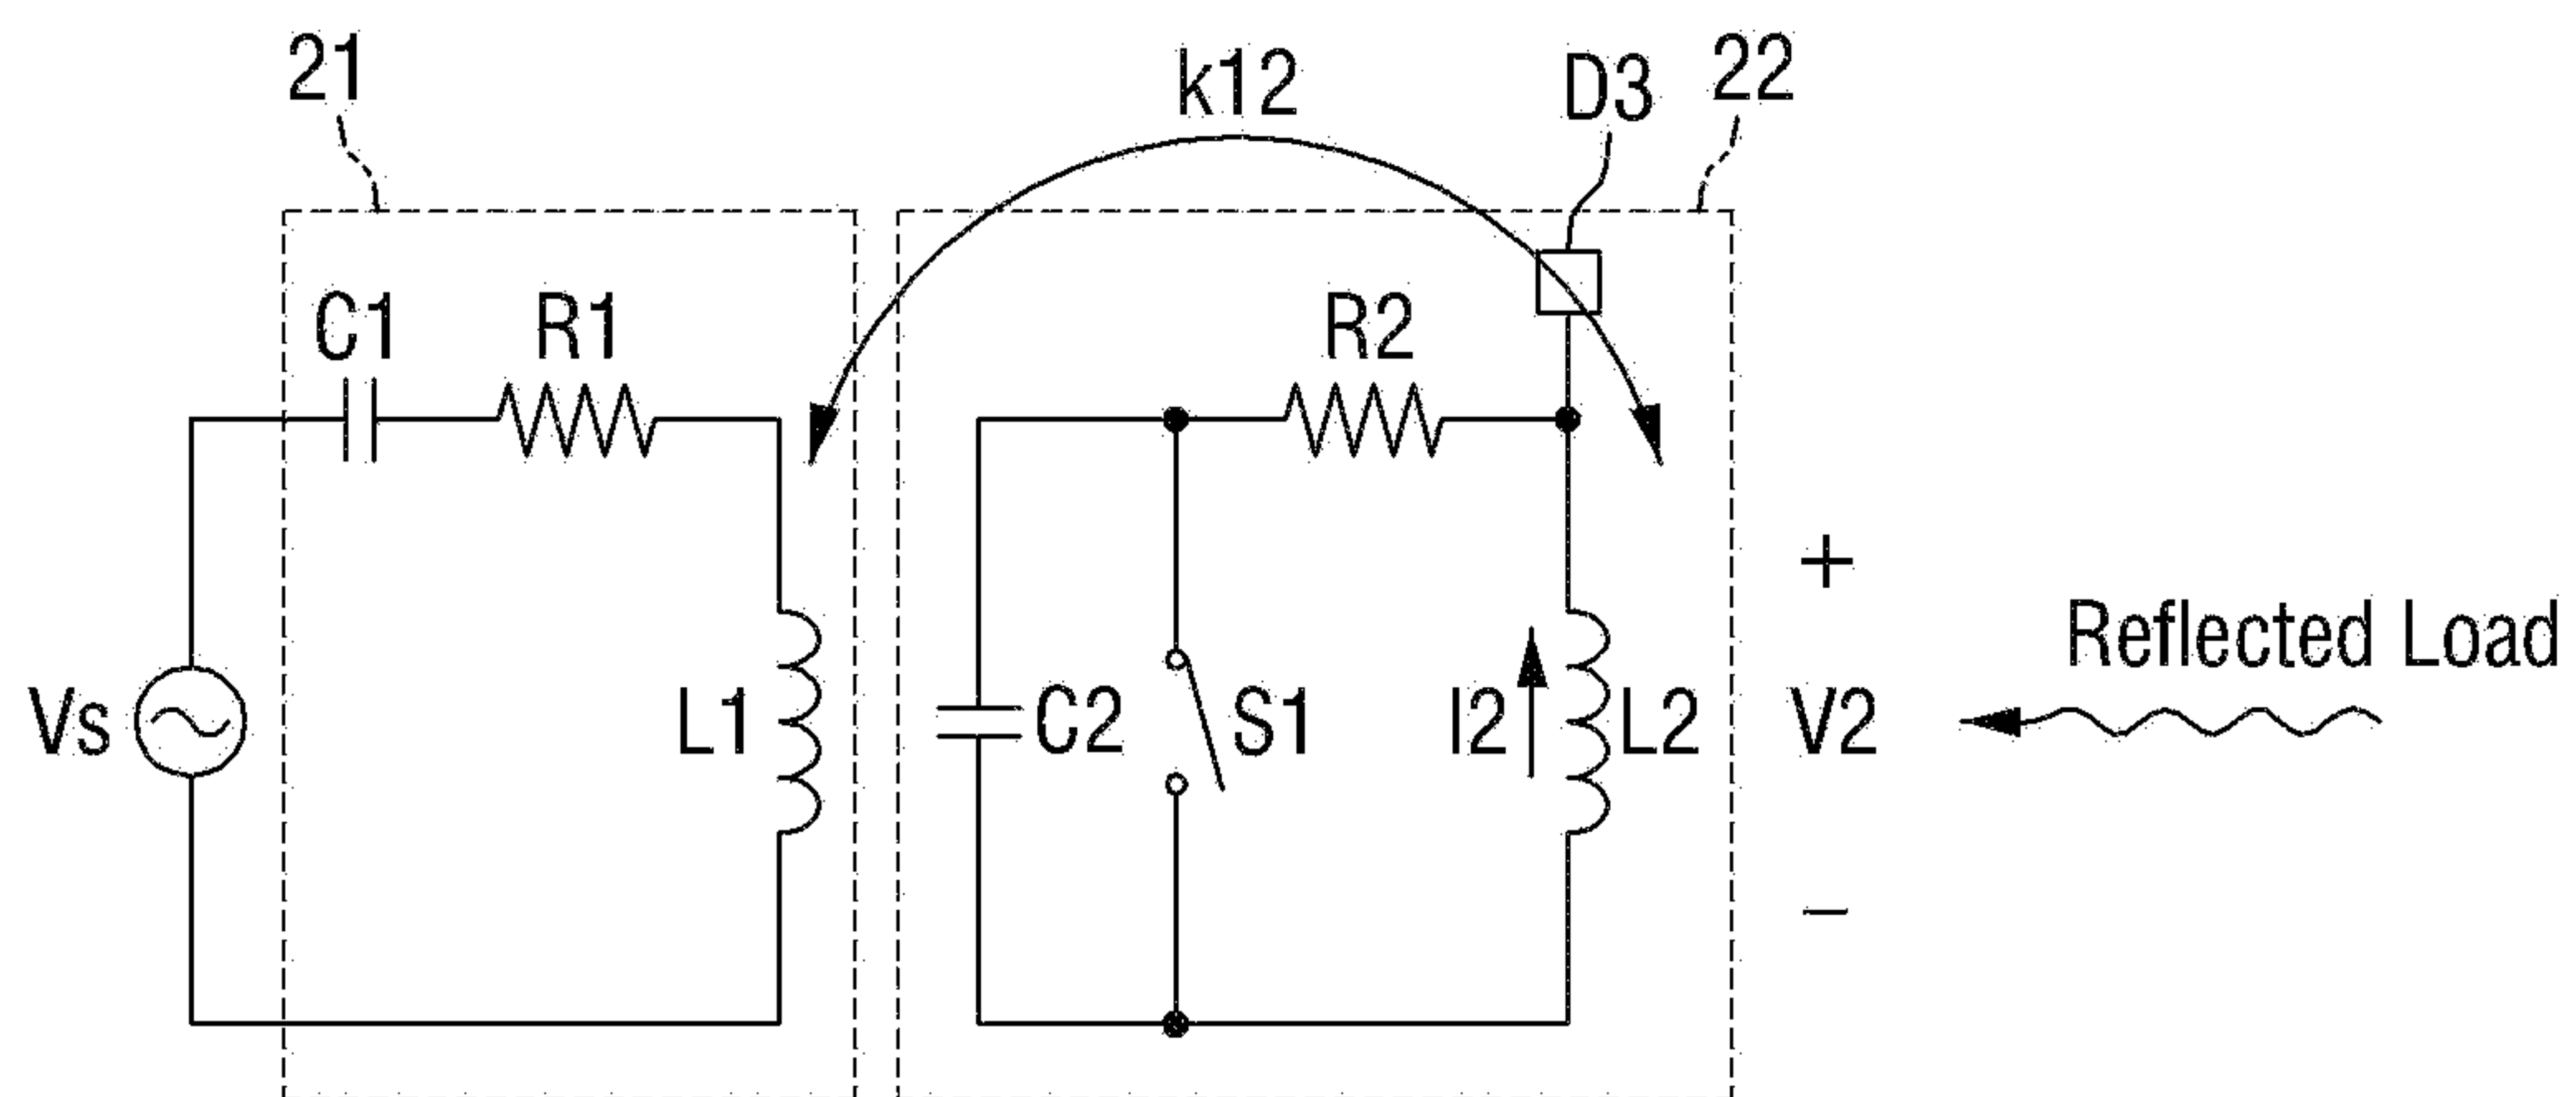 21
k12
D3
22
C1
R1
R2
+
Reflected Load
Vs
L1
C2
S1
I2
L2
V2
−